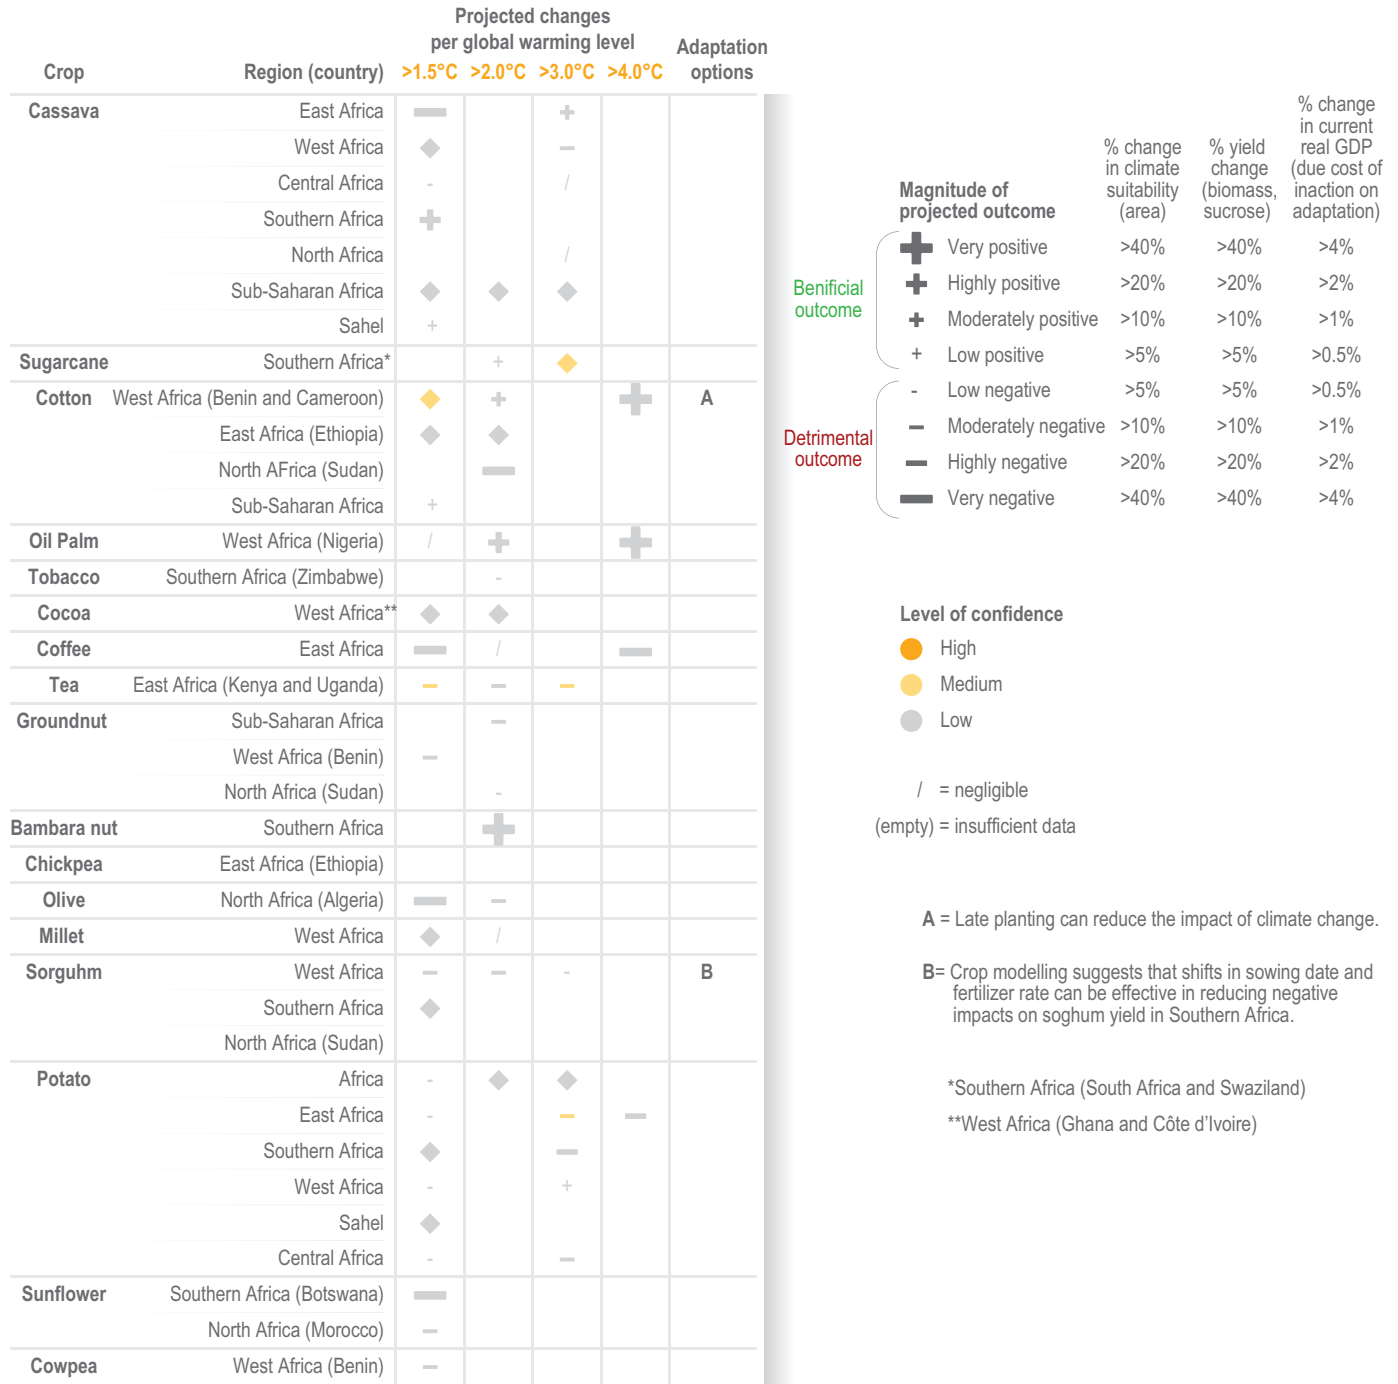 Projected changes
per global warming level
Adaptation
options
Crop Region (country) >1.5°C >2.0°C >3.0°C >4.0°C
Cassava East Africa
West Africa
Central Africa - /
Southern Africa
North Africa /
Sub-Saharan Africa
Sahel +
Sugarcane Southern Africa* +
Cotton West Africa (Benin and Cameroon) A
East Africa (Ethiopia)
North AFrica (Sudan)
Sub-Saharan Africa +
Oil Palm West Africa (Nigeria) /
Tobacco Southern Africa (Zimbabwe) -
Cocoa West Africa**
Coffee East Africa /
Tea East Africa (Kenya and Uganda)
Groundnut Sub-Saharan Africa
West Africa (Benin)
North Africa (Sudan) -
Bambara nut Southern Africa
Chickpea East Africa (Ethiopia)
Olive North Africa (Algeria)
Millet West Africa /
Sorguhm West Africa - B
Southern Africa
North Africa (Sudan)
Potato Africa -
East Africa -
Southern Africa
West Africa - +
Sahel
Central Africa -
Sunflower Southern Africa (Botswana)
North Africa (Morocco)
Cowpea West Africa (Benin)
Magnitude of
projected outcome
% change
in climate
suitability
(area)
% yield
change
(biomass,
sucrose)
% change
in current
real GDP
(due cost of
inaction on
adaptation)
Benificial
outcome
Very positive >40% >40% >4%
Highly positive >20% >20% >2%
Moderately positive >10% >10% >1%
+ Low positive >5% >5% >0.5%
Detrimental
outcome
- Low negative >5% >5% >0.5%
Moderately negative >10% >10% >1%
Highly negative >20% >20% >2%
Very negative >40% >40% >4%
Level of confidence
High
Medium
Low
/ = negligible
(empty) = insufficient data
A = Late planting can reduce the impact of climate change.
B= Crop modelling suggests that shifts in sowing date and
fertilizer rate can be effective in reducing negative
impacts on soghum yield in Southern Africa.
*Southern Africa (South Africa and Swaziland)
**West Africa (Ghana and Côte d'Ivoire)